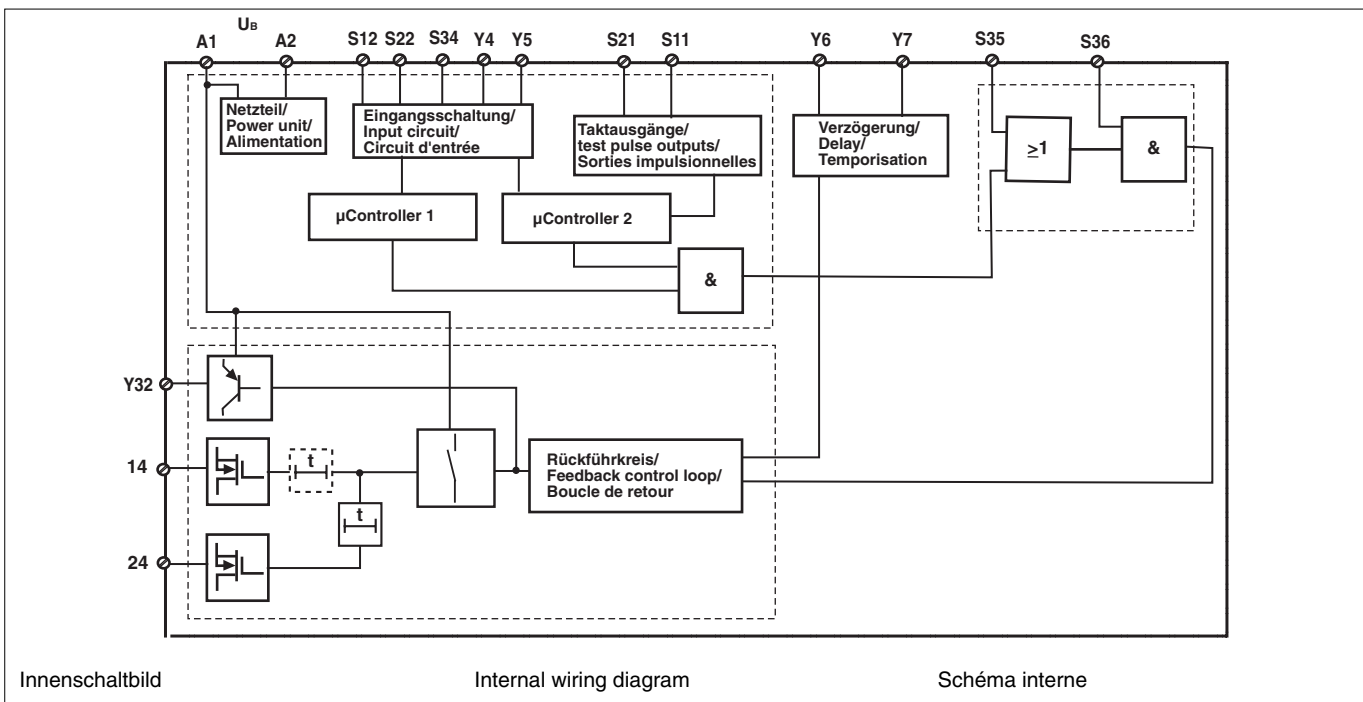 U_B
A1 A2 S12 S22 S34 Y4 Y5 S21 S11 Y6 Y7 S35 S36
Netzteil/
Power unit/
Alimentation
Eingangsschaltung/
Input circuit/
Circuit d'entrée
Taktausgänge/
test pulse outputs/
Sorties impulsionnelles
Verzögerung/
Delay/
Temporisation
≥1
&
µController 1
µController 2
&
Y32
14
t
t
24
Rückführkreis/
Feedback control loop/
Boucle de retour
Innenschaltbild Internal wiring diagram Schéma interne